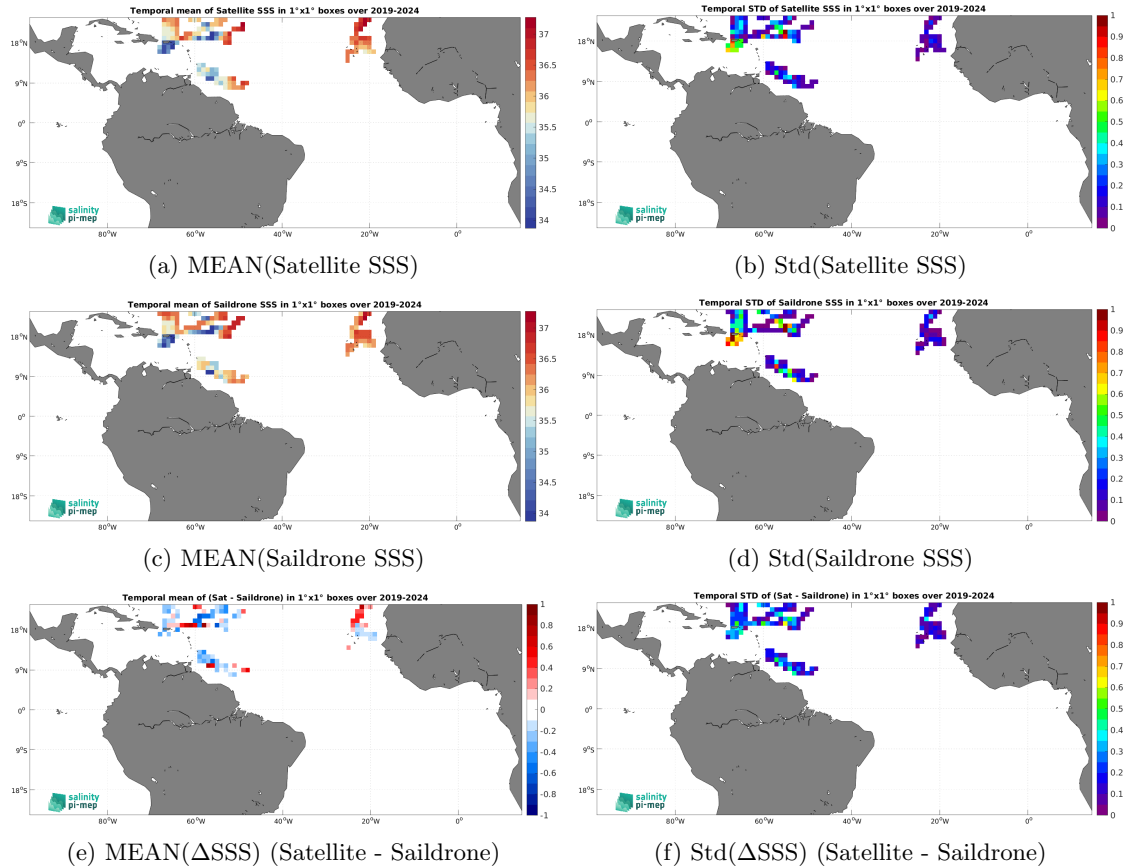 Temporal mean of Satellite SSS in 1°x1° boxes over 2019-2024
18°N
9°N
0°
9°S
18°S
80°W
60°W
40°W
20°W
0°
37
36.5
36
35.5
35
34.5
34
salinity
pi-mep
(a) MEAN(Satellite SSS)
Temporal STD of Satellite SSS in 1°x1° boxes over 2019-2024
18°N
9°N
0°
9°S
18°S
80°W
60°W
40°W
20°W
0°
1
0.9
0.8
0.7
0.6
0.5
0.4
0.3
0.2
0.1
0
salinity
pi-mep
(b) Std(Satellite SSS)
Temporal mean of Saildrone SSS in 1°x1° boxes over 2019-2024
18°N
9°N
0°
9°S
18°S
80°W
60°W
40°W
20°W
0°
37
36.5
36
35.5
35
34.5
34
salinity
pi-mep
(c) MEAN(Saildrone SSS)
Temporal STD of Saildrone SSS in 1°x1° boxes over 2019-2024
18°N
9°N
0°
9°S
18°S
80°W
60°W
40°W
20°W
0°
1
0.9
0.8
0.7
0.6
0.5
0.4
0.3
0.2
0.1
0
salinity
pi-mep
(d) Std(Saildrone SSS)
Temporal mean of (Sat - Saildrone) in 1°x1° boxes over 2019-2024
18°N
9°N
0°
9°S
18°S
80°W
60°W
40°W
20°W
0°
1
0.8
0.6
0.4
0.2
0
-0.2
-0.4
-0.6
-0.8
-1
salinity
pi-mep
(e) MEAN(ΔSSS) (Satellite - Saildrone)
Temporal STD of (Sat - Saildrone) in 1°x1° boxes over 2019-2024
18°N
9°N
0°
9°S
18°S
80°W
60°W
40°W
20°W
0°
1
0.9
0.8
0.7
0.6
0.5
0.4
0.3
0.2
0.1
0
salinity
pi-mep
(f) Std(ΔSSS) (Satellite - Saildrone)